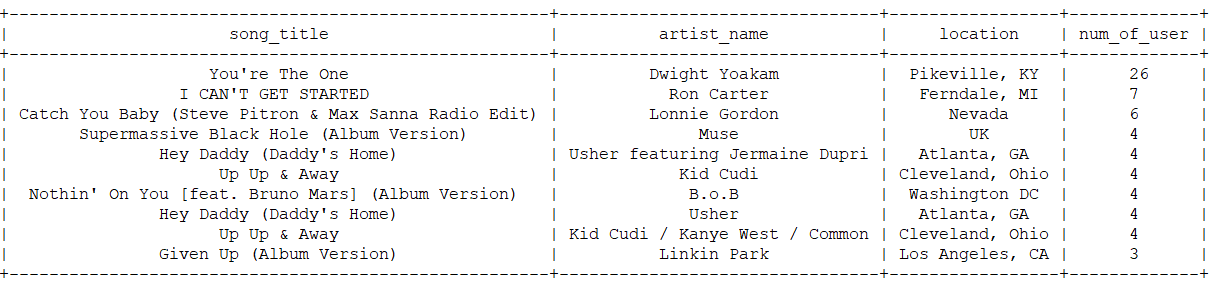 song_title | artist_name | location | num_of_user
You're The One | Dwight Yoakam | Pikeville, KY | 26
I CAN'T GET STARTED | Ron Carter | Ferndale, MI | 7
Catch You Baby (Steve Pitron & Max Sanna Radio Edit) | Lonnie Gordon | Nevada | 6
Supermassive Black Hole (Album Version) | Muse | UK | 4
Hey Daddy (Daddy's Home) | Usher featuring Jermaine Dupri | Atlanta, GA | 4
Up Up & Away | Kid Cudi | Cleveland, Ohio | 4
Nothin' On You [feat. Bruno Mars] (Album Version) | B.o.B | Washington DC | 4
Hey Daddy (Daddy's Home) | Usher | Atlanta, GA | 4
Up Up & Away | Kid Cudi / Kanye West / Common | Cleveland, Ohio | 4
Given Up (Album Version) | Linkin Park | Los Angeles, CA | 3